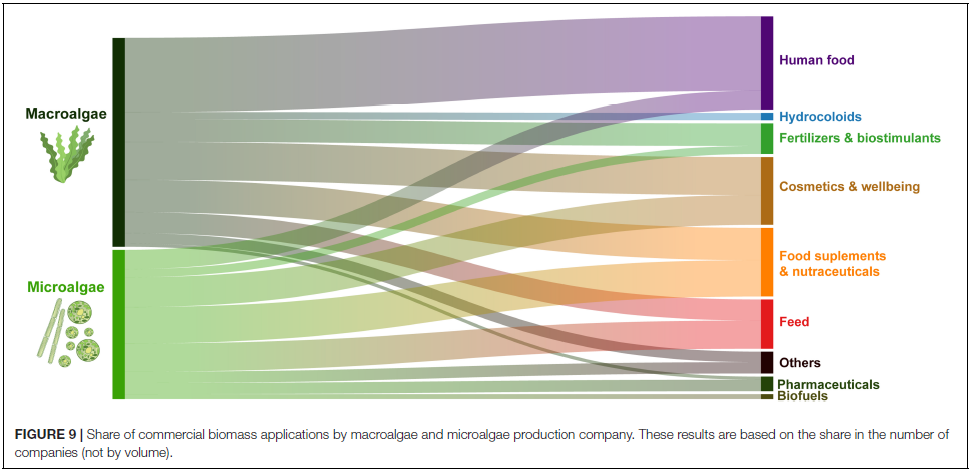 Macroalgae
Microalgae
Human food
Hydrocoloids
Fertilizers & biostimulants
Cosmetics & wellbeing
Food suplements
& nutraceuticals
Feed
Others
Pharmaceuticals
Biofuels
FIGURE 9 | Share of commercial biomass applications by macroalgae and microalgae production company. These results are based on the share in the number of
companies (not by volume).